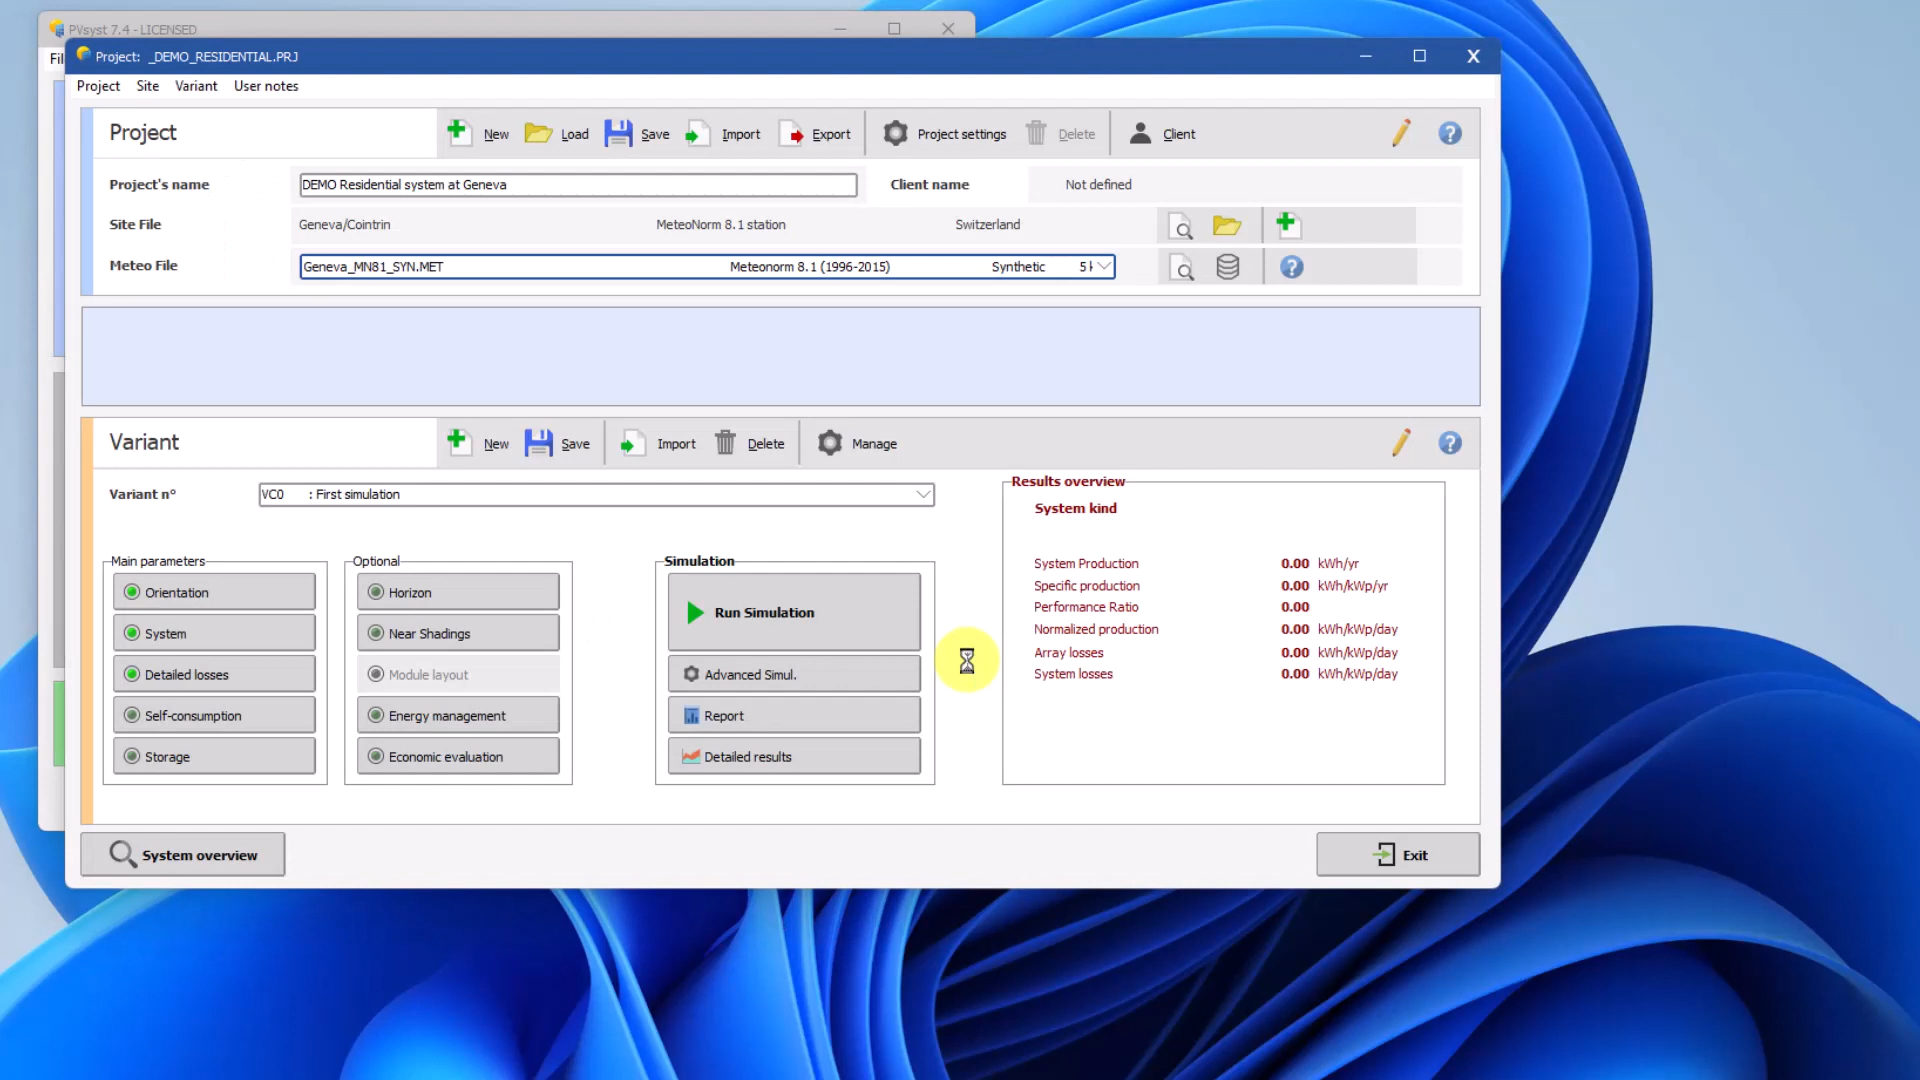 PVsyst 7.4 - LICENSED
Fil
Project: _DEMO_RESIDENTIAL.PRJ
Project Site Variant User notes
Project
New Load Save Import Export Project settings Delete Client
Project's name
DEMO Residential system at Geneva
Client name
Not defined
Site File
Geneva/Cointrin
MeteoNorm 8.1 station
Switzerland
Meteo File
Geneva_MN81_SYN.MET
Meteonorm 8.1 (1996-2015)
Synthetic
Variant
New Save Import Delete Manage
Variant n°
VC0 : First simulation
Main parameters
Orientation
System
Detailed losses
Self-consumption
Storage
Optional
Horizon
Near Shadings
Module layout
Energy management
Economic evaluation
Simulation
Run Simulation
Advanced Simul.
Report
Detailed results
Results overview
System kind
System Production 0.00 kWh/yr
Specific production 0.00 kWh/kWp/yr
Performance Ratio 0.00
Normalized production 0.00 kWh/kWp/day
Array losses 0.00 kWh/kWp/day
System losses 0.00 kWh/kWp/day
System overview
Exit